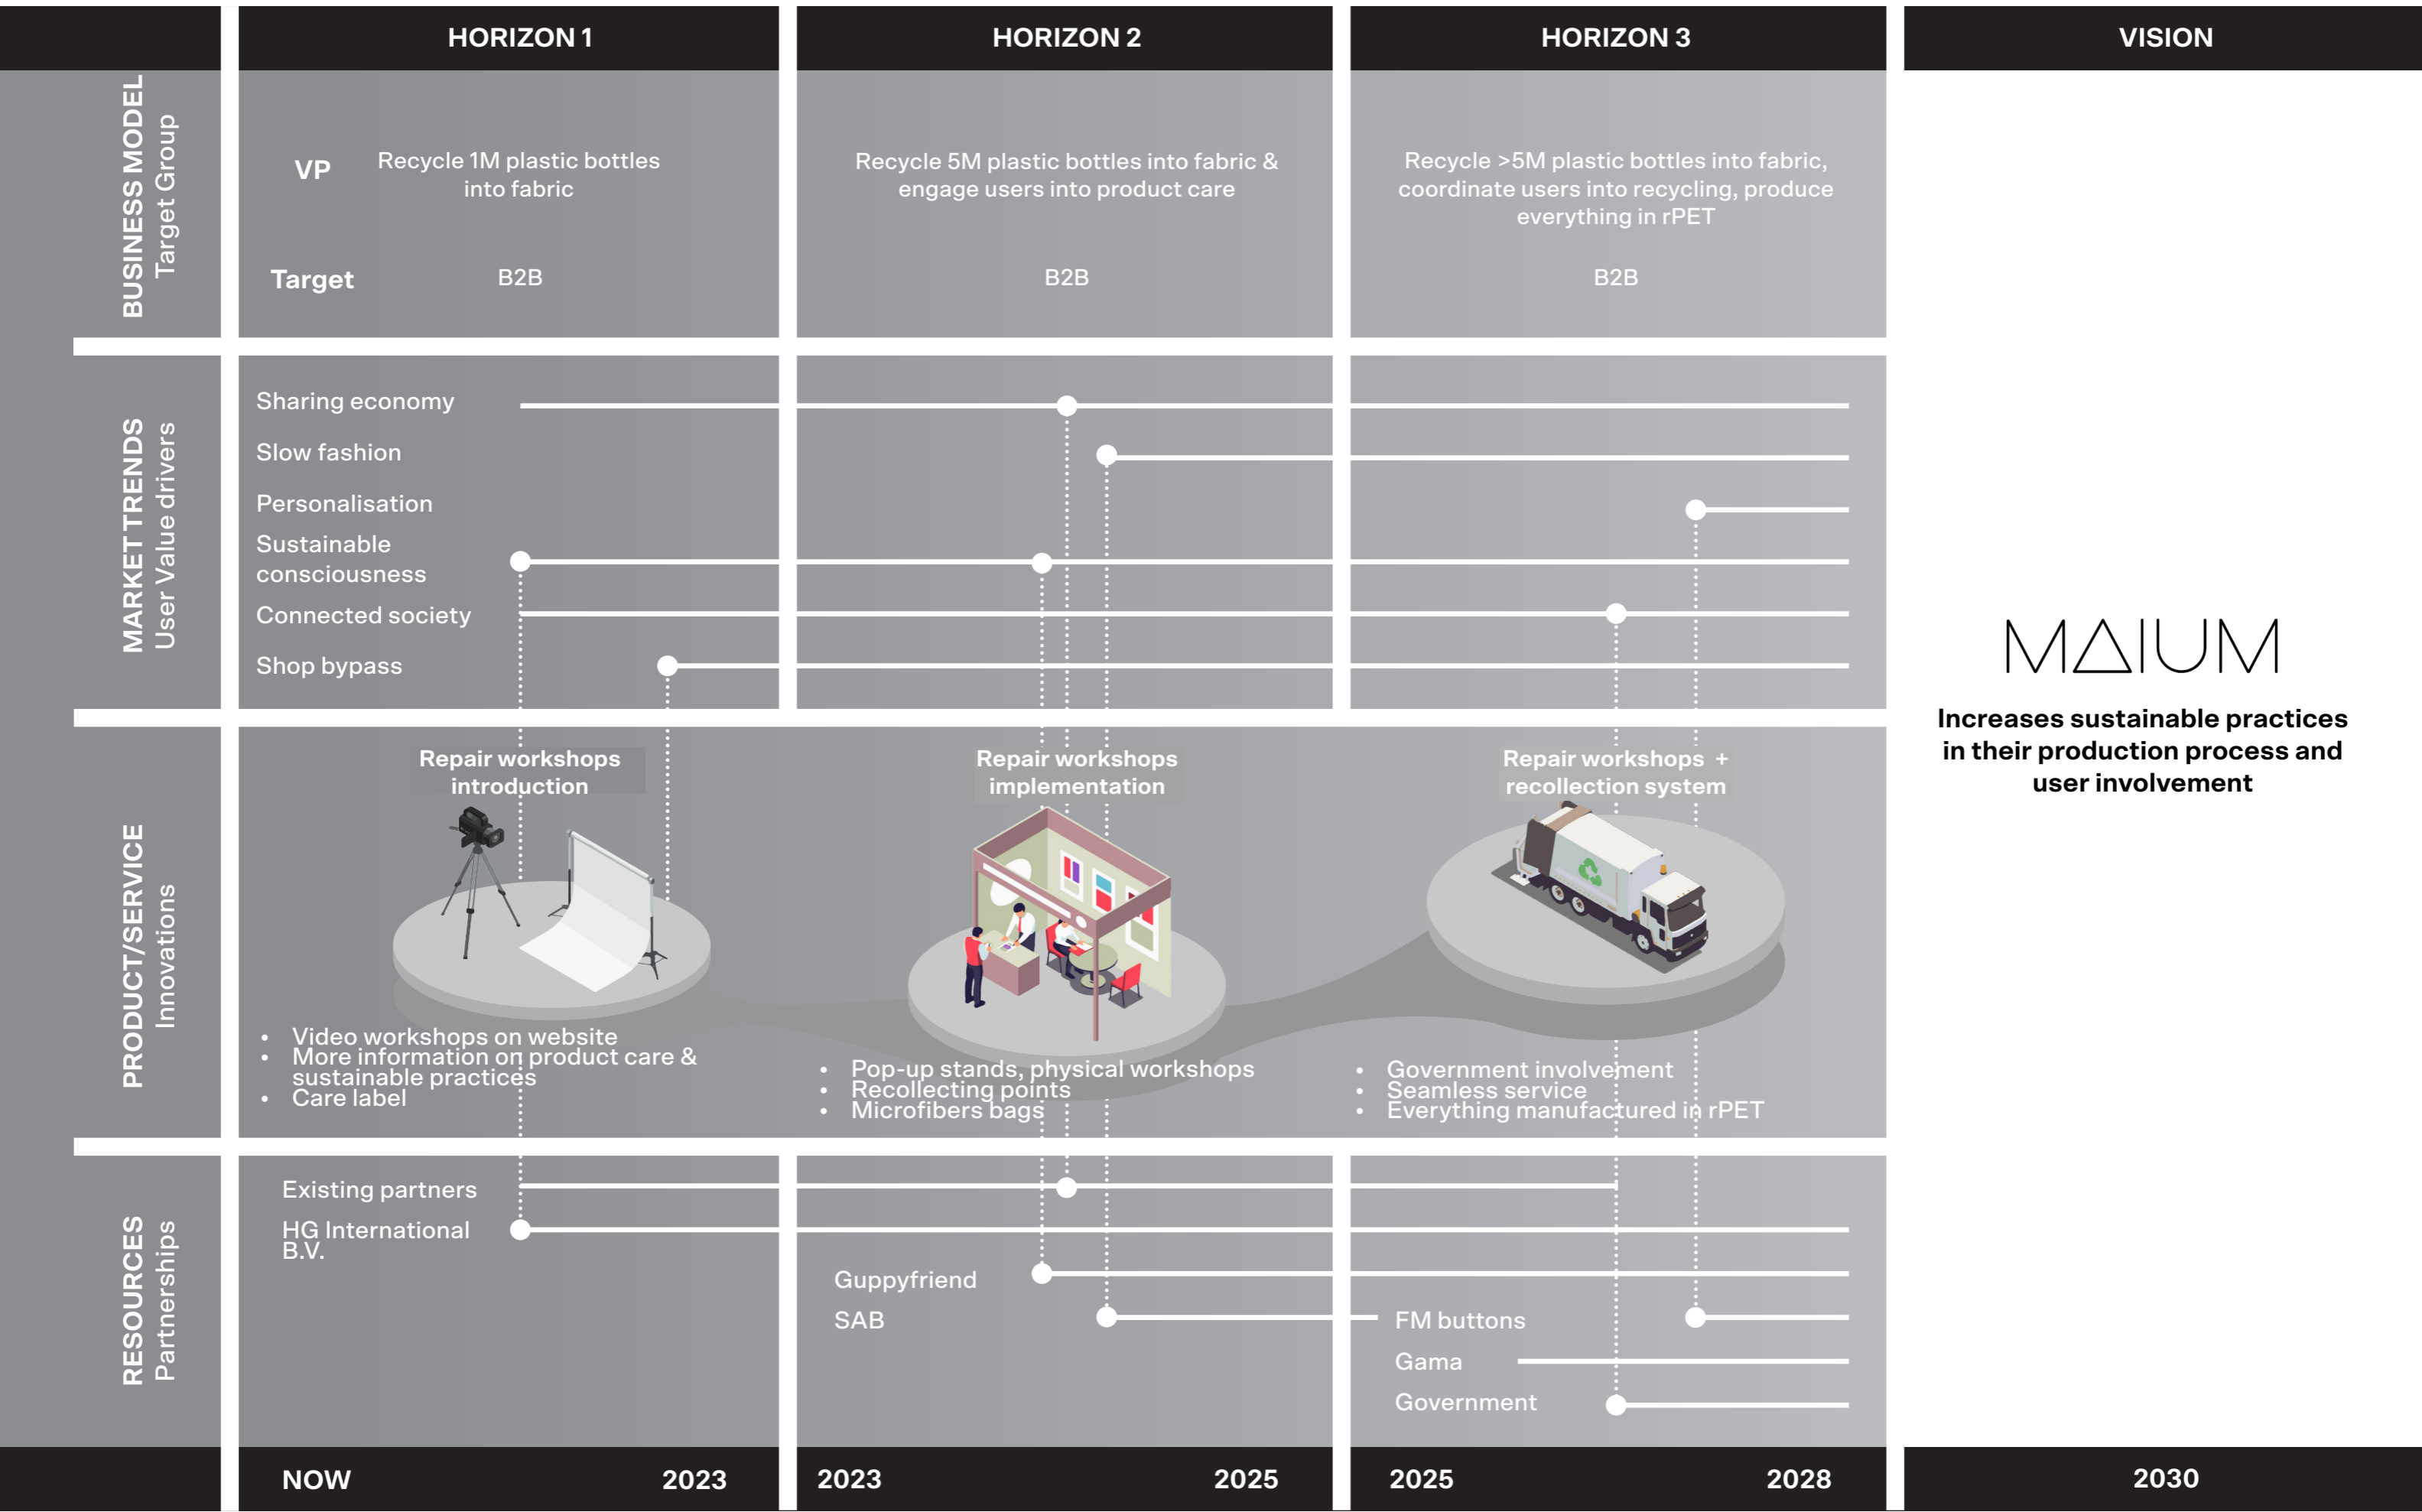 HORIZON 1
HORIZON 2
HORIZON 3
VISION
BUSINESS MODEL
Target Group
VP
Recycle 1M plastic bottles
into fabric
Recycle 5M plastic bottles into fabric &
engage users into product care
Recycle >5M plastic bottles into fabric,
coordinate users into recycling, produce
everything in rPET
Target
B2B
B2B
B2B
MARKET TRENDS
User Value drivers
Sharing economy
Slow fashion
Personalisation
Sustainable
consciousness
Connected society
Shop bypass
MAIUM
Increases sustainable practices
in their production process and
user involvement
PRODUCT/SERVICE
Innovations
Repair workshops
introduction
• Video workshops on website
• More information on product care &
sustainable practices
• Care label
Repair workshops
implementation
• Pop-up stands, physical workshops
• Recollecting points
• Microfibers bags
Repair workshops +
recollection system
• Government involvement
• Seamless service
• Everything manufactured in rPET
RESOURCES
Partnerships
Existing partners
HG International
B.V.
Guppyfriend
SAB
FM buttons
Gama
Government
NOW
2023
2023
2025
2025
2028
2030